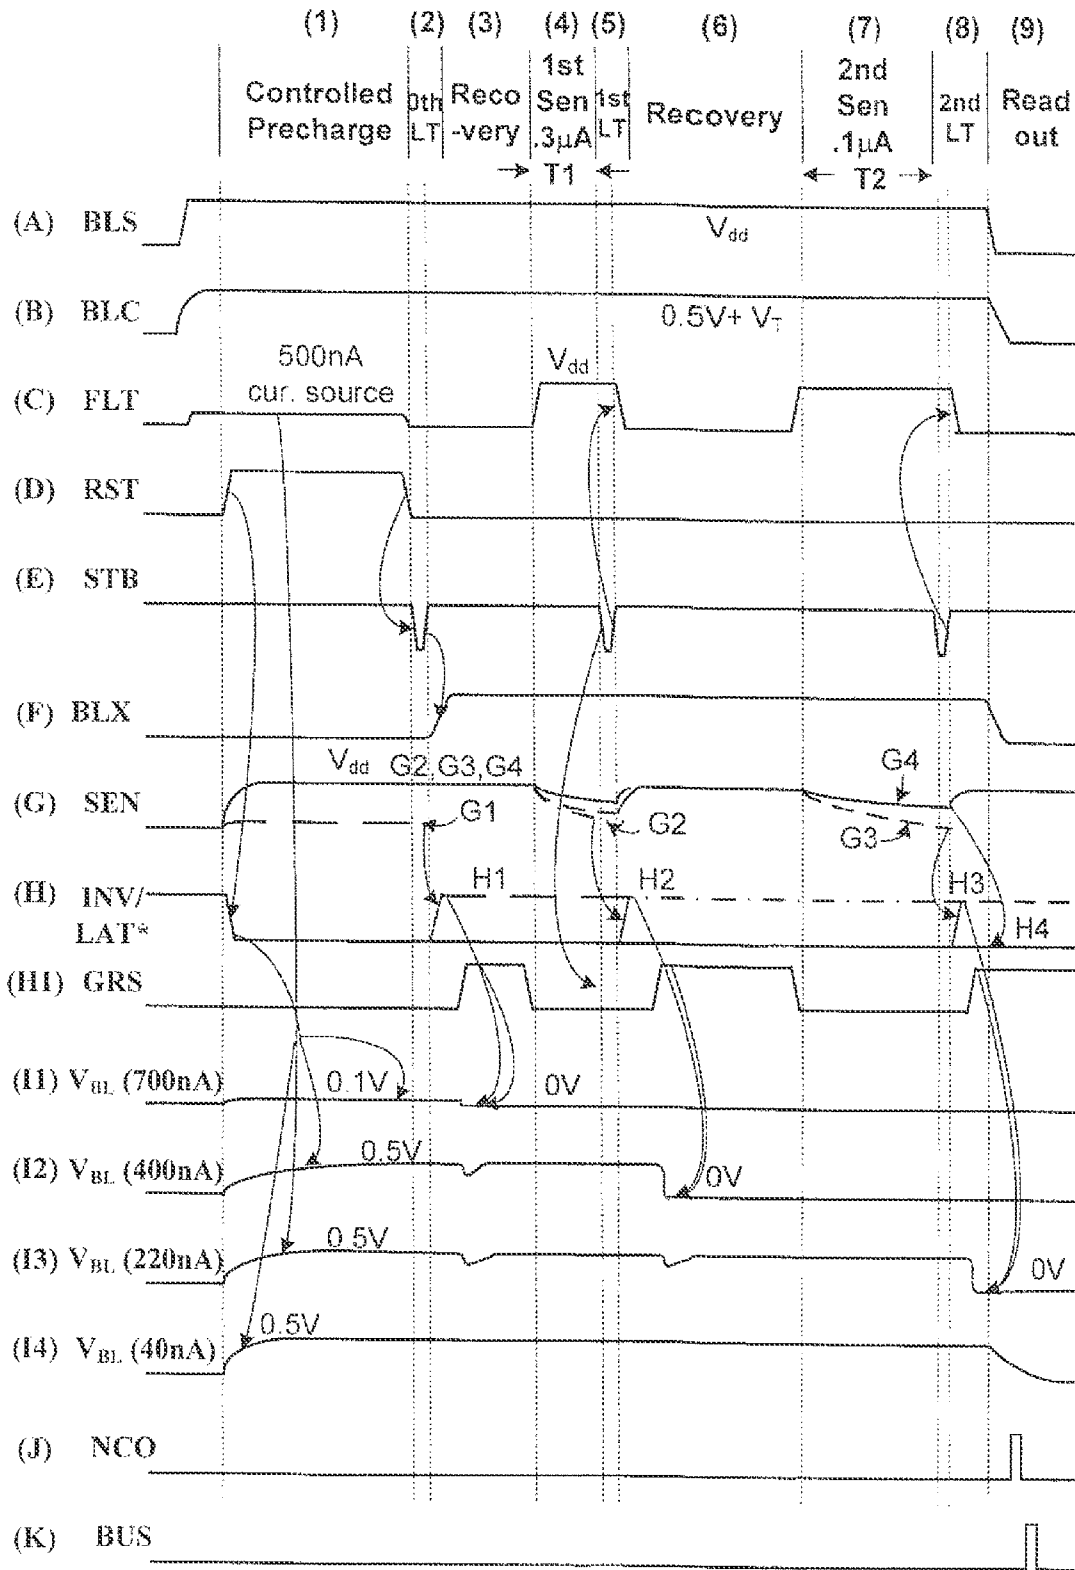 (1) (2) (3) (4) (5) (6) (7) (8) (9)
Controlled Precharge
0th LT
Reco-very
1st Sen .3μA
1st LT
Recovery
2nd Sen .1μA
2nd LT
Read out
T1
T2
(A) BLS
Vdd
(B) BLC
0.5V+ VT
500nA
cur. source
Vdd
(C) FLT
(D) RST
(E) STB
(F) BLX
Vdd G2,G3,G4
G4
(G) SEN
G1
G2
G3
(H) INV/
LAT*
H1
H2
H3
H4
(H1) GRS
(I1) VBL (700nA)
0.1V
0V
(I2) VBL (400nA)
0.5V
0V
(I3) VBL (220nA)
0.5V
0V
(I4) VBL (40nA)
0.5V
(J) NCO
(K) BUS